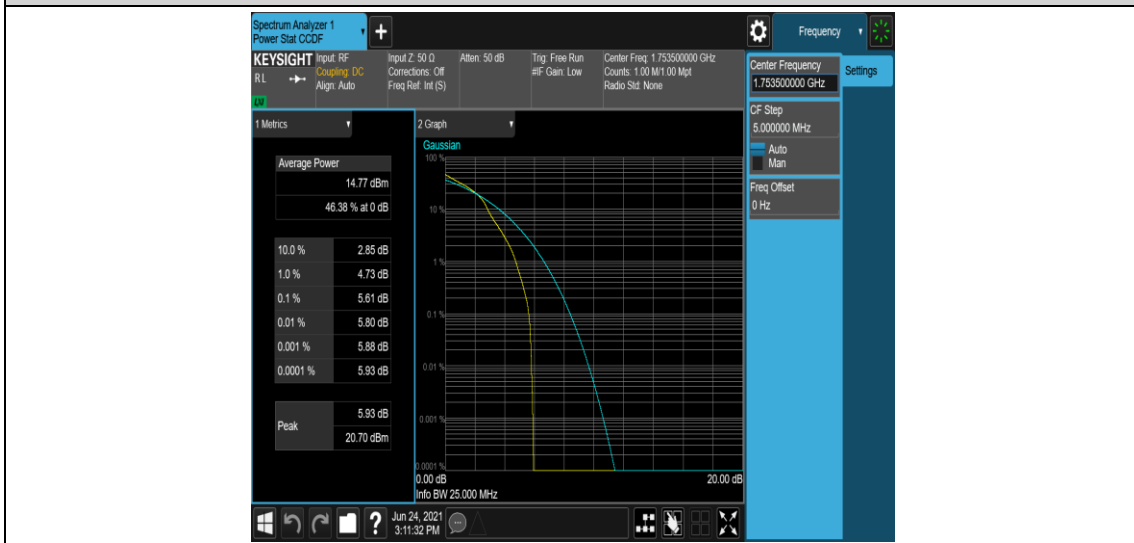 Spectrum Analyzer 1
Power Stat CCDF
+
Frequency
KEYSIGHT
RL
LXI
Input: RF
Coupling: DC
Align: Auto
Input Z: 50 Ω
Corrections: Off
Freq Ref: Int (S)
Atten: 50 dB
Trig: Free Run
#IF Gain: Low
Center Freq: 1.753500000 GHz
Counts: 1.00 M/1.00 Mpt
Radio Std: None
Center Frequency
1.753500000 GHz
Settings
CF Step
5.000000 MHz
Auto
Man
Freq Offset
0 Hz
1 Metrics
Average Power
14.77 dBm
46.38 % at 0 dB
10.0 % 2.85 dB
1.0 % 4.73 dB
0.1 % 5.61 dB
0.01 % 5.80 dB
0.001 % 5.88 dB
0.0001 % 5.93 dB
Peak
5.93 dB
20.70 dBm
2 Graph
Gaussian
100 %
10 %
1 %
0.1 %
0.01 %
0.001 %
0.0001 %
0.00 dB 20.00 dB
Info BW 25.000 MHz
?
Jun 24, 2021
3:11:32 PM